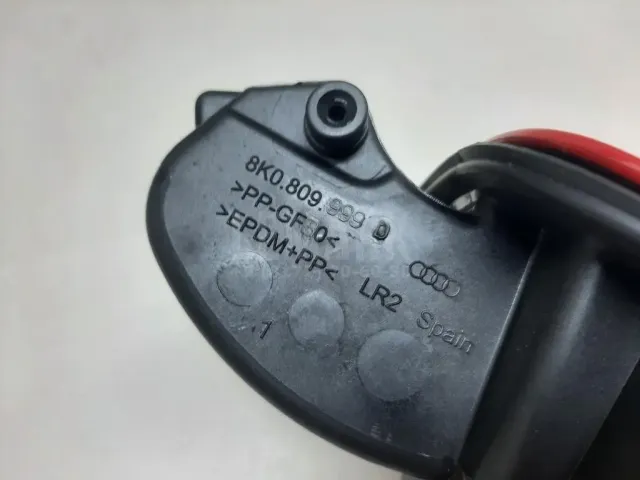 8K0.809.999 D
>PP-GF30<
>EPDM+PP< LR2
Spain
.1